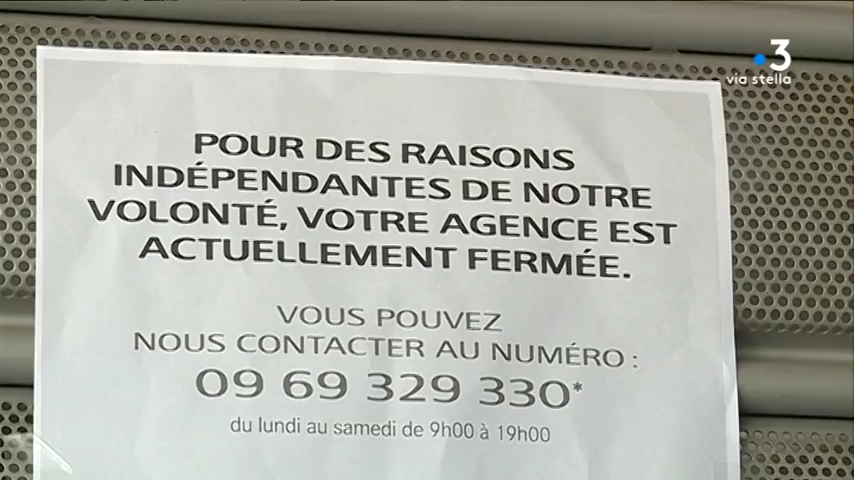 3
via stella
POUR DES RAISONS
INDÉPENDANTES DE NOTRE
VOLONTÉ, VOTRE AGENCE EST
ACTUELLEMENT FERMÉE.
VOUS POUVEZ
NOUS CONTACTER AU NUMÉRO :
09 69 329 330*
du lundi au samedi de 9h00 à 19h00